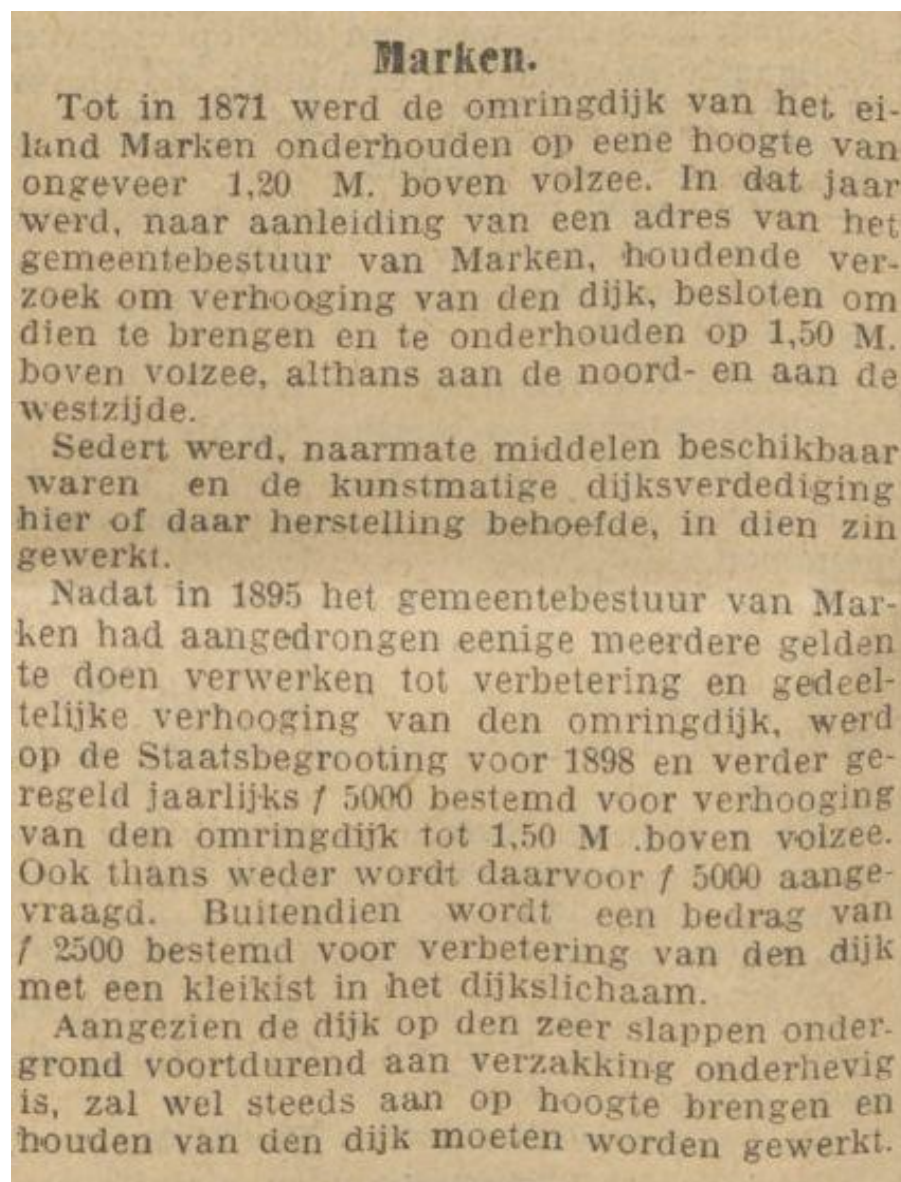 Marken.
Tot in 1871 werd de omringdijk van het ei-
land Marken onderhouden op eene hoogte van
ongeveer 1,20 M. boven volzee. In dat jaar
werd, naar aanleiding van een adres van het
gemeentebestuur van Marken, houdende ver-
zoek om verhooging van den dijk, besloten om
dien te brengen en te onderhouden op 1,50 M.
boven volzee, althans aan de noord- en aan de
westzijde.
Sedert werd, naarmate middelen beschikbaar
waren en de kunstmatige dijksverdediging
hier of daar herstelling behoefde, in dien zin
gewerkt.
Nadat in 1895 het gemeentebestuur van Mar-
ken had aangedrongen eenige meerdere gelden
te doen verwerken tot verbetering en gedeel-
telijke verhooging van den omringdijk, werd
op de Staatsbegrooting voor 1898 en verder ge-
regeld jaarlijks f 5000 bestemd voor verhooging
van den omringdijk tot 1,50 M .boven volzee.
Ook thans weder wordt daarvoor f 5000 aange-
vraagd. Buitendien wordt een bedrag van
f 2500 bestemd voor verbetering van den dijk
met een kleikist in het dijkslichaam.
Aangezien de dijk op den zeer slappen onder-
grond voortdurend aan verzakking onderhevig
is, zal wel steeds aan op hoogte brengen en
houden van den dijk moeten worden gewerkt.